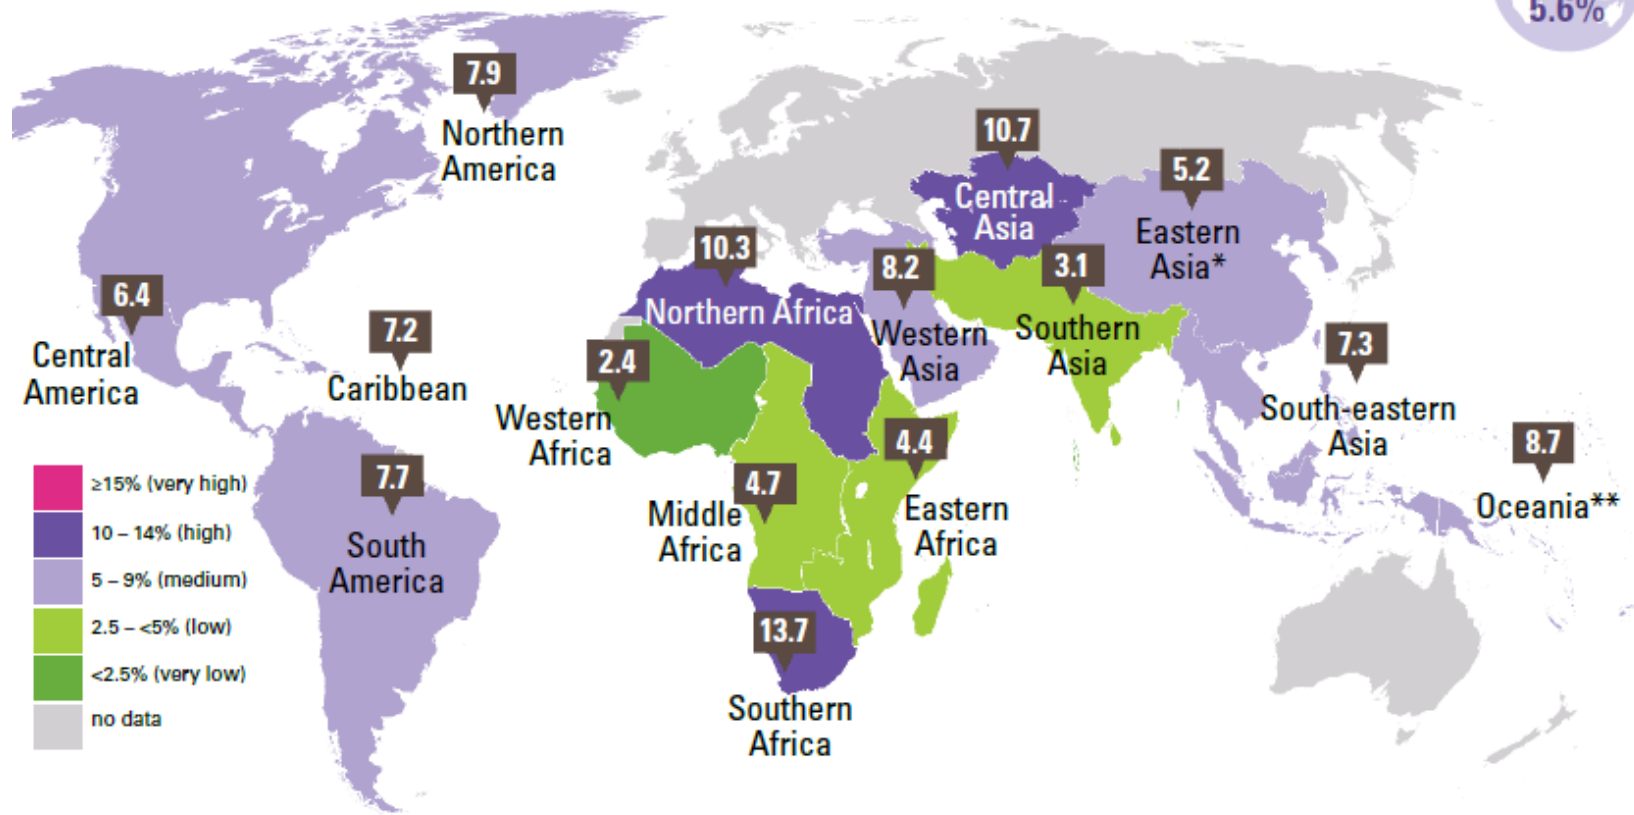 5.6%
7.9
Northern
America
10.7
Central
Asia
5.2
Eastern
Asia*
10.3
Northern Africa
8.2
Western
Asia
3.1
Southern
Asia
6.4
Central
America
7.2
Caribbean
2.4
Western
Africa
7.3
South-eastern
Asia
4.4
Eastern
Africa
8.7
Oceania**
7.7
South
America
4.7
Middle
Africa
13.7
Southern
Africa
≥15% (very high)
10 – 14% (high)
5 – 9% (medium)
2.5 – <5% (low)
<2.5% (very low)
no data